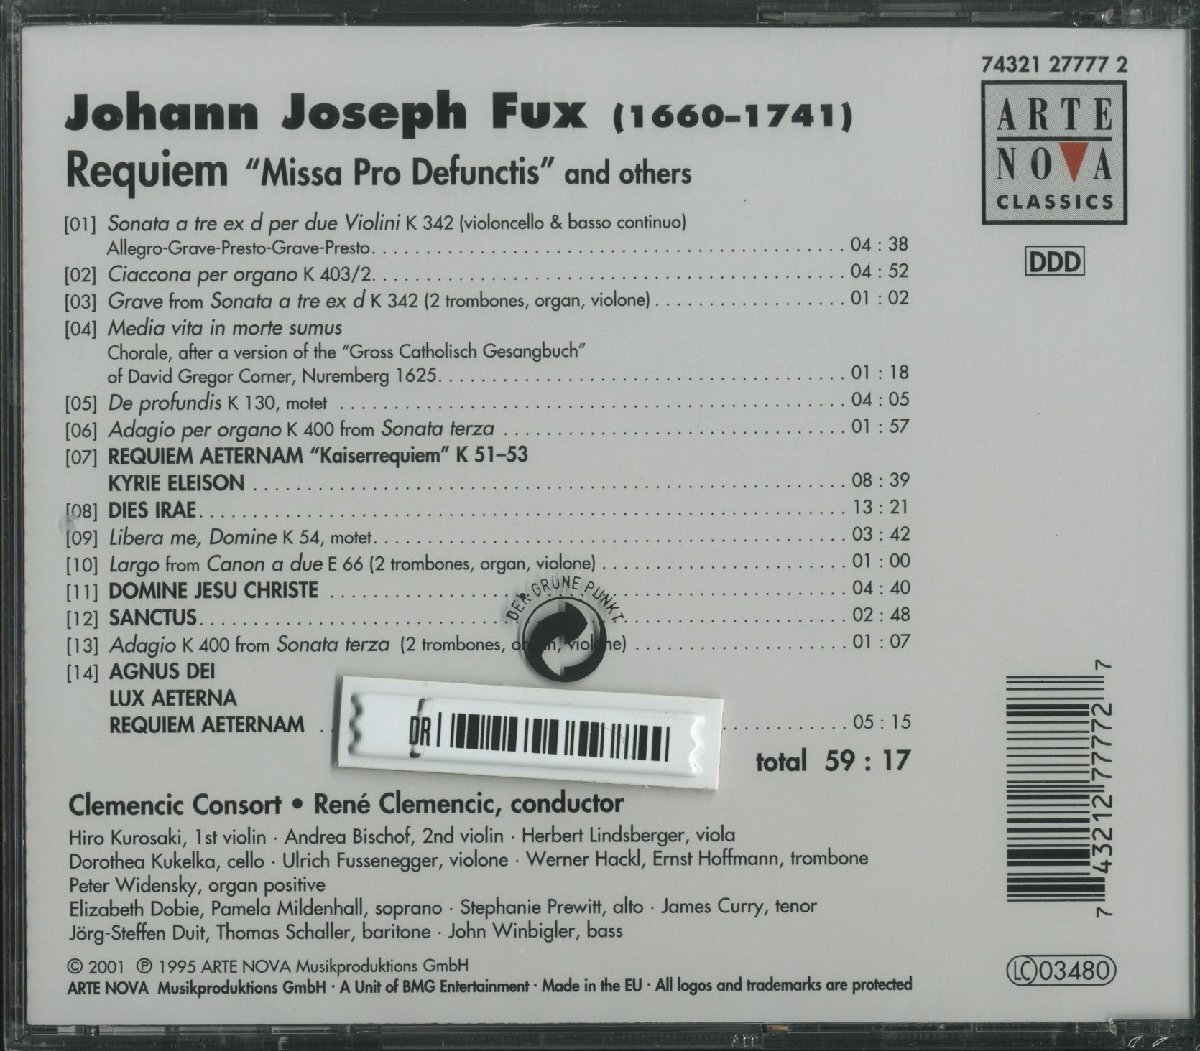 74321 27777 2
ARTE
NOVA
CLASSICS
DDD
Johann Joseph Fux (1660–1741)
Requiem “Missa Pro Defunctis” and others
[01] Sonata a tre ex d per due Violini K 342 (violoncello & basso continuo)
Allegro-Grave-Presto-Grave-Presto. 04 : 38
[02] Ciaccona per organo K 403/2. 04 : 52
[03] Grave from Sonata a tre ex d K 342 (2 trombones, organ, violone) 01 : 02
[04] Media vita in morte sumus
Chorale, after a version of the “Gross Catholisch Gesangbuch”
of David Gregor Corner, Nuremberg 1625. 01 : 18
[05] De profundis K 130, motet 04 : 05
[06] Adagio per organo K 400 from Sonata terza 01 : 57
[07] REQUIEM AETERNAM “Kaiserrequiem” K 51–53
KYRIE ELEISON 08 : 39
[08] DIES IRAE 13 : 21
[09] Libera me, Domine K 54, motet. 03 : 42
[10] Largo from Canon a due E 66 (2 trombones, organ, violone) 01 : 00
[11] DOMINE JESU CHRISTE 04 : 40
[12] SANCTUS 02 : 48
DER GRÜNE PUNKT
[13] Adagio K 400 from Sonata terza (2 trombones, organ, violone) 01 : 07
[14] AGNUS DEI
LUX AETERNA
REQUIEM AETERNAM 05 : 15
DR
total 59 : 17
Clemencic Consort • René Clemencic, conductor
Hiro Kurosaki, 1st violin · Andrea Bischof, 2nd violin · Herbert Lindsberger, viola
Dorothea Kukelka, cello · Ulrich Fussenegger, violone · Werner Hackl, Ernst Hoffmann, trombone
Peter Widensky, organ positive
Elizabeth Dobie, Pamela Mildenhall, soprano · Stephanie Prewitt, alto · James Curry, tenor
Jörg-Steffen Duit, Thomas Schaller, baritone · John Winbigler, bass
© 2001 ℗ 1995 ARTE NOVA Musikproduktions GmbH
ARTE NOVA Musikproduktions GmbH · A Unit of BMG Entertainment · Made in the EU · All logos and trademarks are protected
7 43212 77772 7
LC 03480